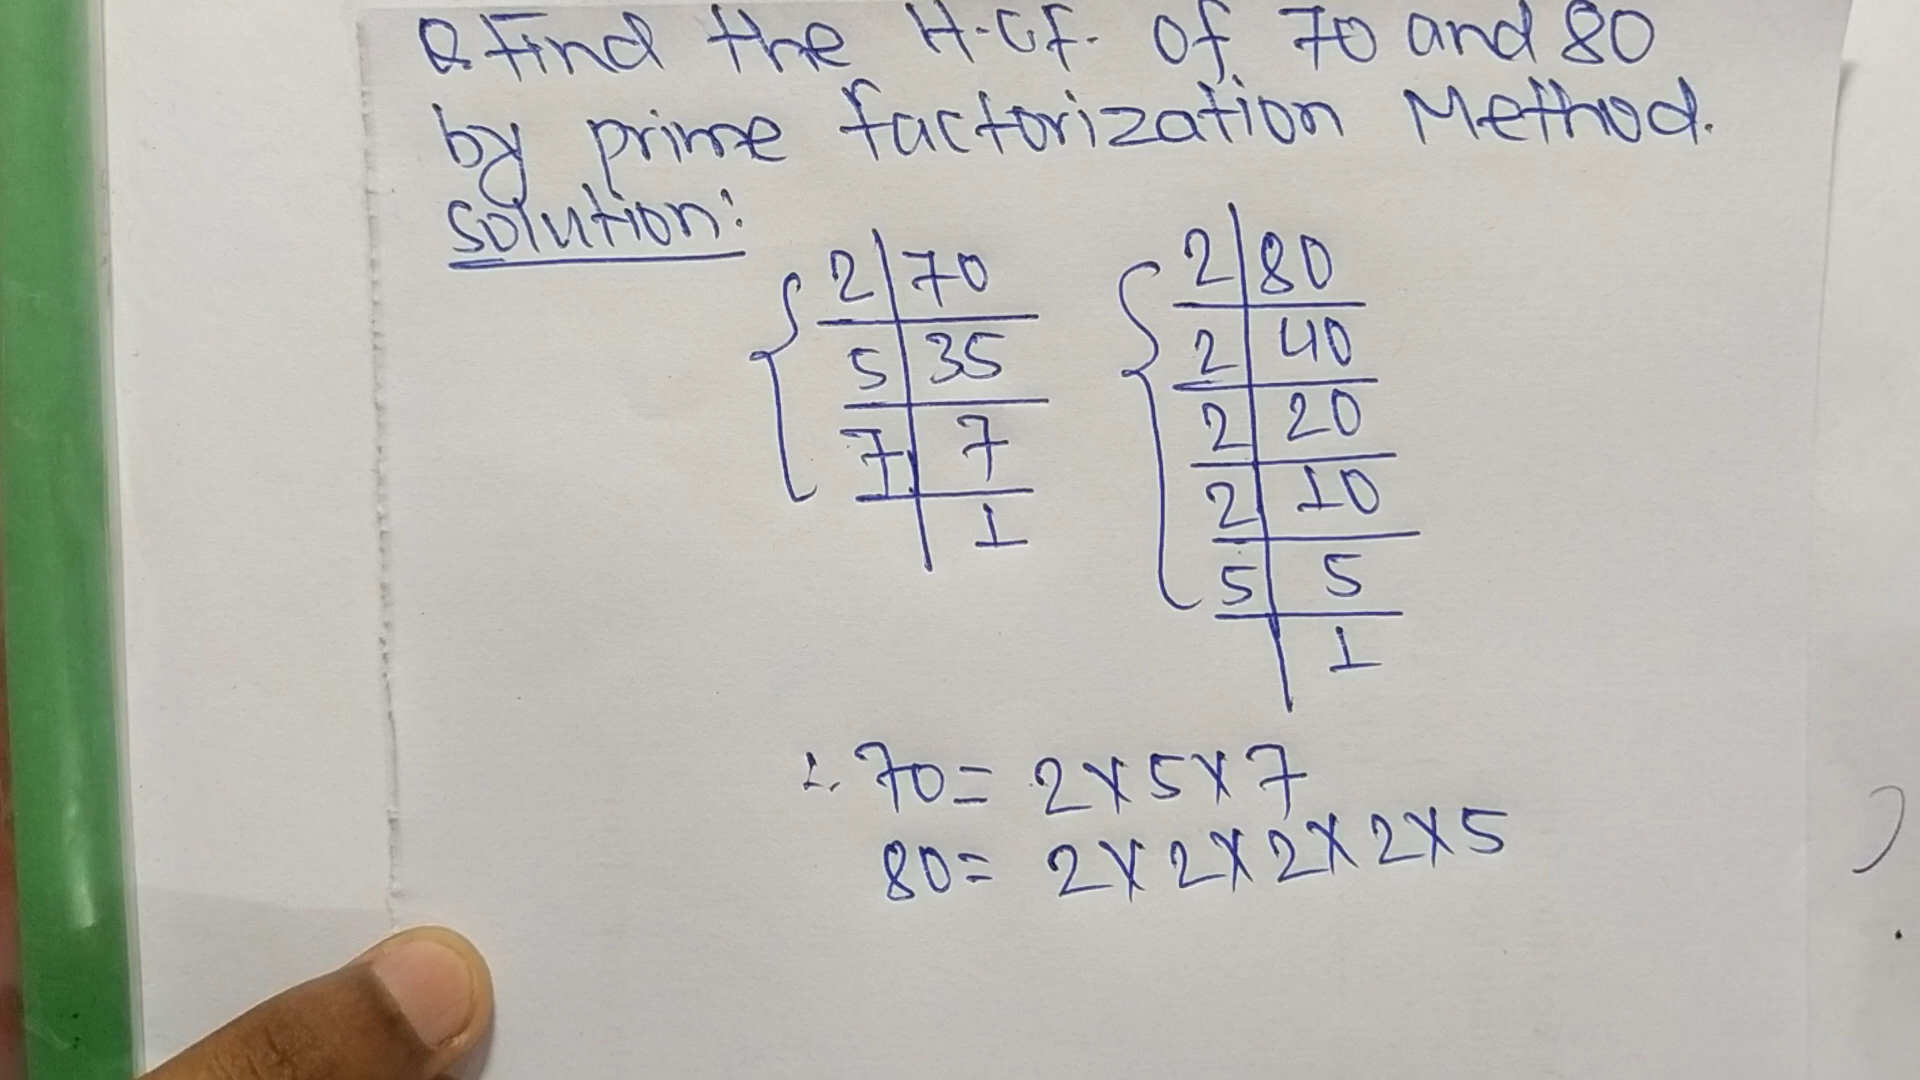 Q. Find the H.C.F. of 70 and 80
by prime factorization Method.
Solution:
2 70
5 35
7 7
1
2 80
2 40
2 20
2 10
5 5
1
∴ 70 = 2×5×7
80 = 2×2×2×2×5